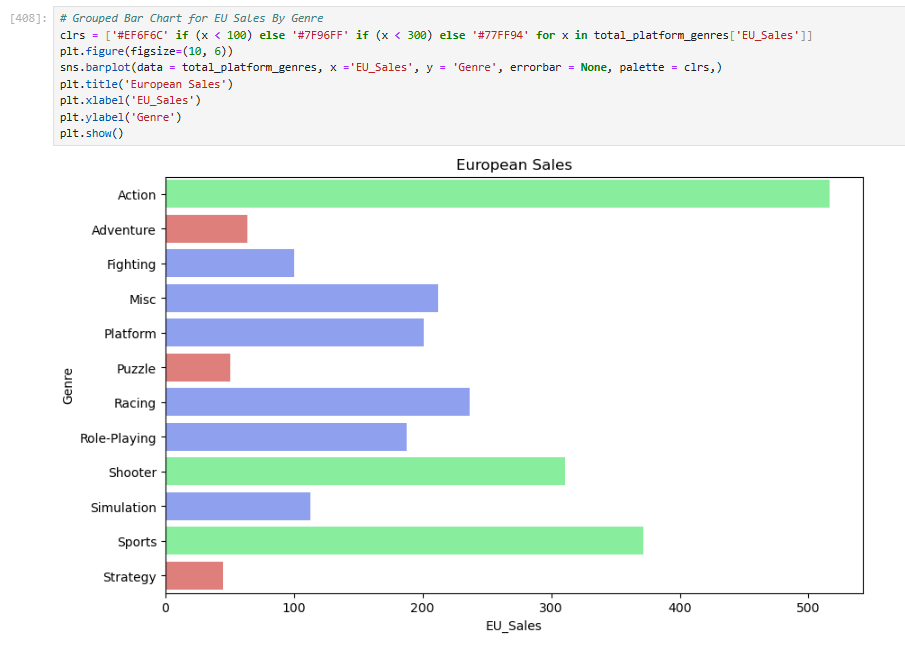 [408]: # Grouped Bar Chart for EU Sales By Genre
clrs = ['#EF6F6C' if (x < 100) else '#7F96FF' if (x < 300) else '#77FF94' for x in total_platform_genres['EU_Sales']]
plt.figure(figsize=(10, 6))
sns.barplot(data = total_platform_genres, x ='EU_Sales', y = 'Genre', errorbar = None, palette = clrs,)
plt.title('European Sales')
plt.xlabel('EU_Sales')
plt.ylabel('Genre')
plt.show()
European Sales
Action
Adventure
Fighting
Misc
Platform
Puzzle
Racing
Role-Playing
Shooter
Simulation
Sports
Strategy
Genre
0 100 200 300 400 500
EU_Sales